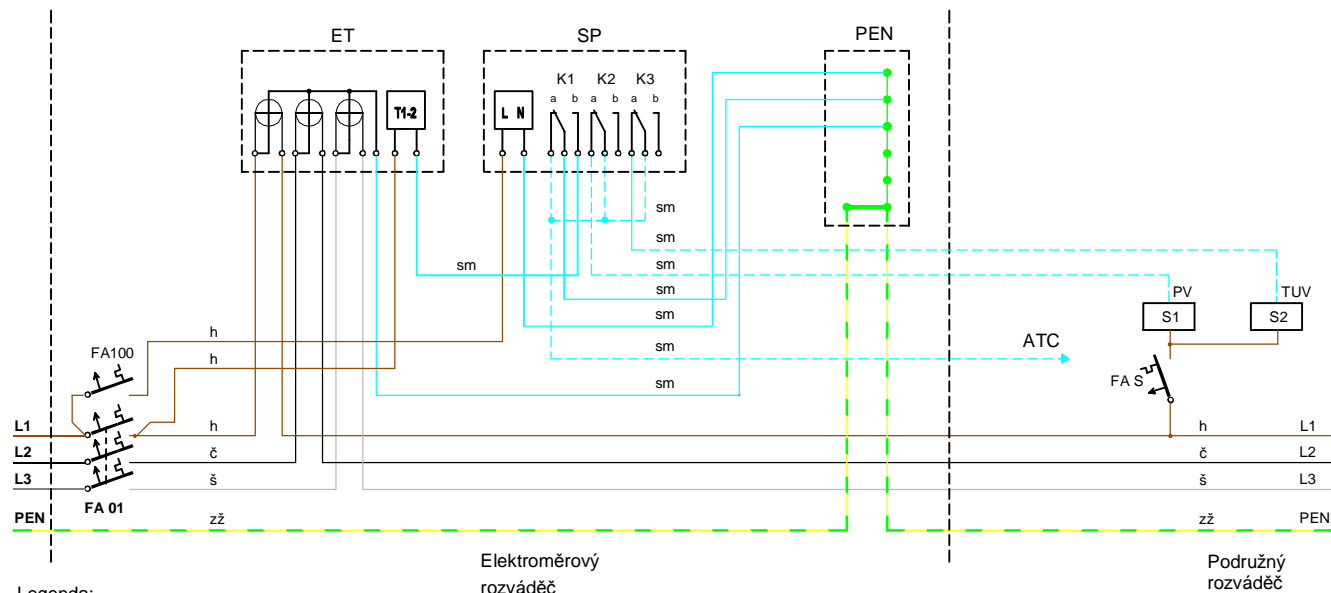 ET
SP
PEN
K1 K2 K3
a b a b a b
T1-2
L N
sm
sm
sm
sm
sm
sm
sm
sm
PV
TUV
S1
S2
ATC
FA S
h
FA100
h
L1
h
h
L1
L2
č
č
L2
L3
š
š
L3
FA 01
PEN
zž
zž
PEN
Elektroměrový
rozváděč
Podružný
rozváděč
Legenda: